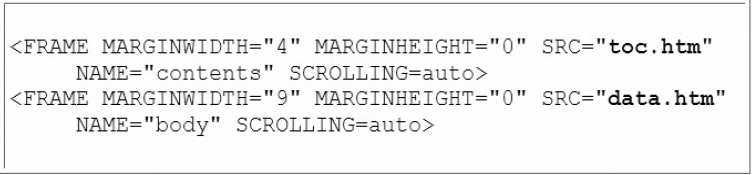 <FRAME MARGINWIDTH="4" MARGINHEIGHT="0" SRC="toc.htm"
NAME="contents" SCROLLING=auto>
<FRAME MARGINWIDTH="9" MARGINHEIGHT="0" SRC="data.htm"
NAME="body" SCROLLING=auto>